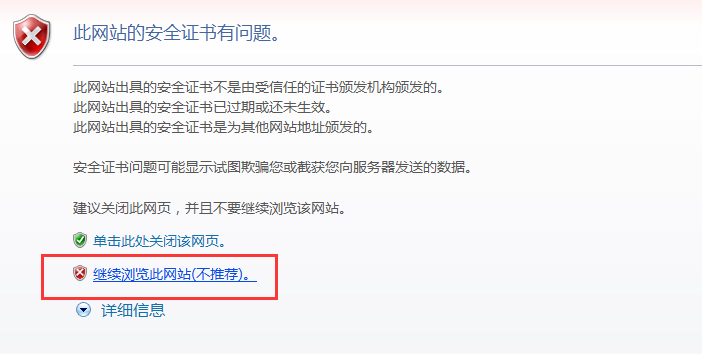 此网站的安全证书有问题。
此网站出具的安全证书不是由受信任的证书颁发机构颁发的。
此网站出具的安全证书已过期或还未生效。
此网站出具的安全证书是为其他网站地址颁发的。
安全证书问题可能显示试图欺骗您或截获您向服务器发送的数据。
建议关闭此网页，并且不要继续浏览该网站。
单击此处关闭该网页。
继续浏览此网站(不推荐)。
详细信息